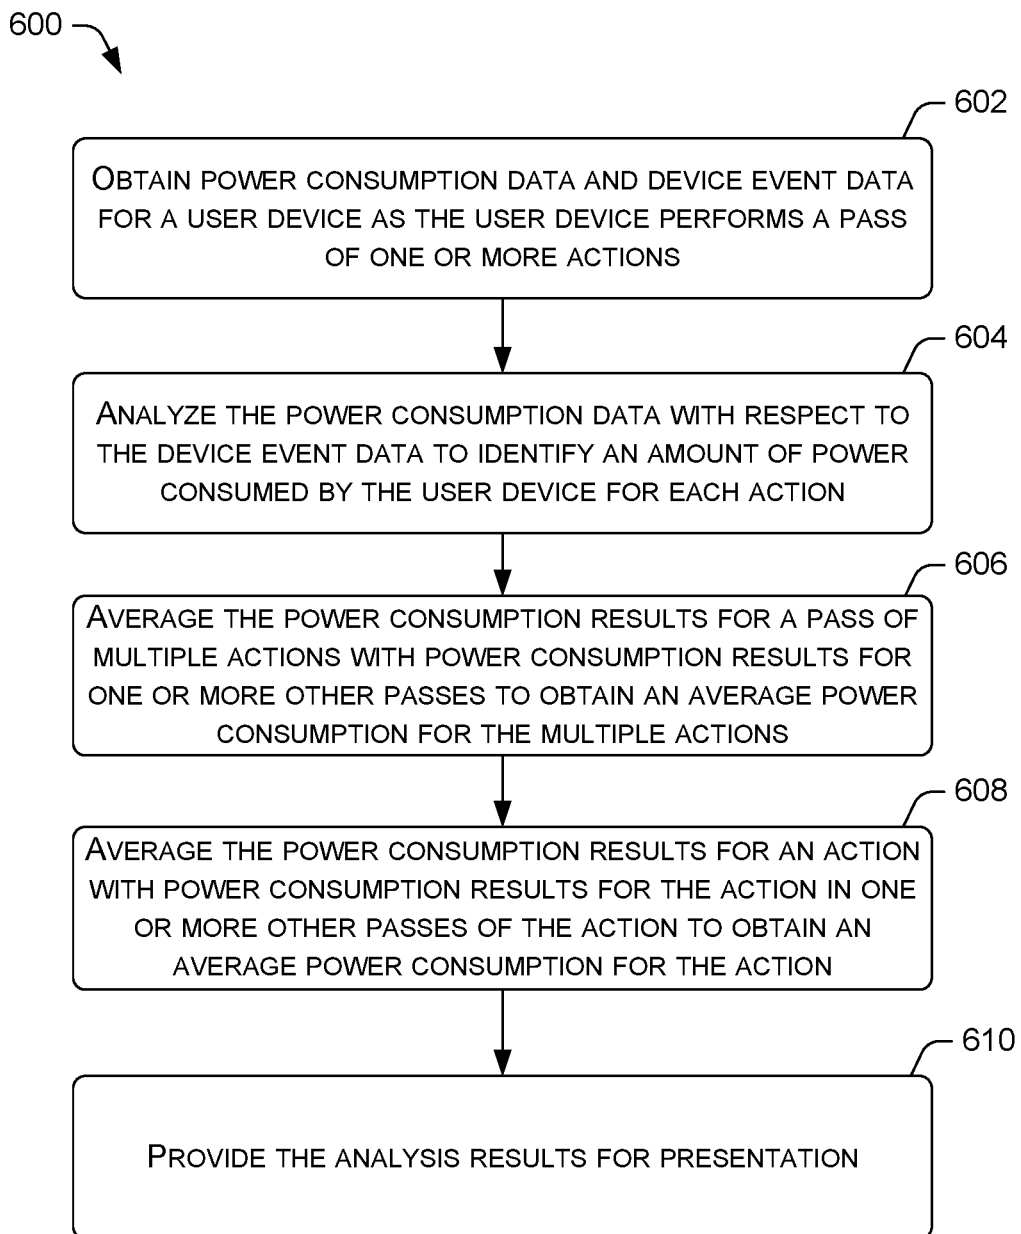 600
602
OBTAIN POWER CONSUMPTION DATA AND DEVICE EVENT DATA
FOR A USER DEVICE AS THE USER DEVICE PERFORMS A PASS
OF ONE OR MORE ACTIONS
604
ANALYZE THE POWER CONSUMPTION DATA WITH RESPECT TO
THE DEVICE EVENT DATA TO IDENTIFY AN AMOUNT OF POWER
CONSUMED BY THE USER DEVICE FOR EACH ACTION
606
AVERAGE THE POWER CONSUMPTION RESULTS FOR A PASS OF
MULTIPLE ACTIONS WITH POWER CONSUMPTION RESULTS FOR
ONE OR MORE OTHER PASSES TO OBTAIN AN AVERAGE POWER
CONSUMPTION FOR THE MULTIPLE ACTIONS
608
AVERAGE THE POWER CONSUMPTION RESULTS FOR AN ACTION
WITH POWER CONSUMPTION RESULTS FOR THE ACTION IN ONE
OR MORE OTHER PASSES OF THE ACTION TO OBTAIN AN
AVERAGE POWER CONSUMPTION FOR THE ACTION
610
PROVIDE THE ANALYSIS RESULTS FOR PRESENTATION